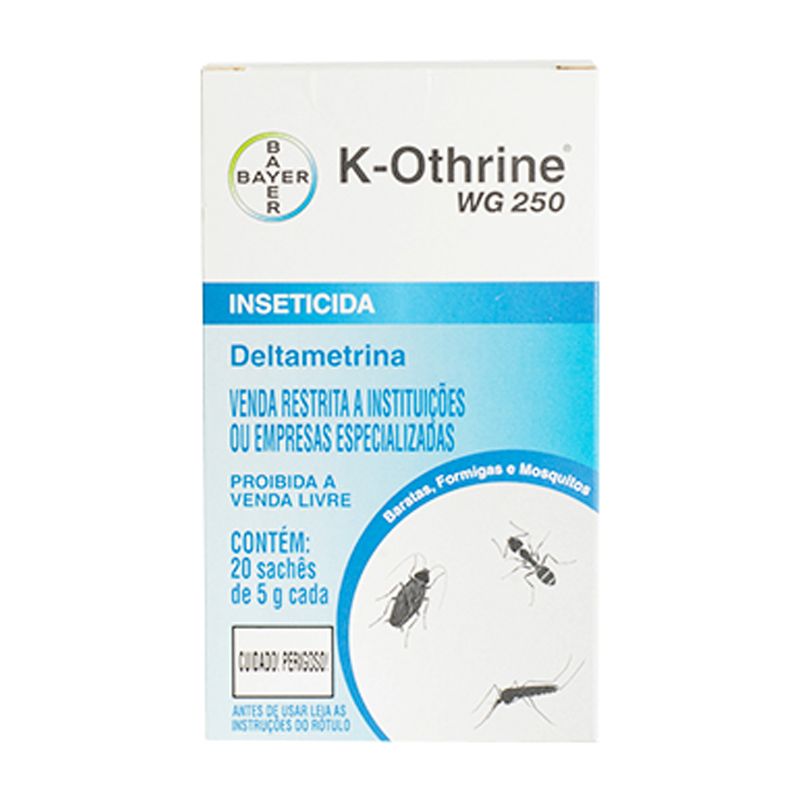 BAYER
BAYER
K-Othrine®
WG 250
INSETICIDA
Deltametrina
VENDA RESTRITA A INSTITUIÇÕES
OU EMPRESAS ESPECIALIZADAS
PROIBIDA A
VENDA LIVRE
Baratas, Formigas e Mosquitos
CONTÉM:
20 sachês
de 5 g cada
CUIDADO! PERIGOSO!
ANTES DE USAR LEIA AS
INSTRUÇÕES DO RÓTULO